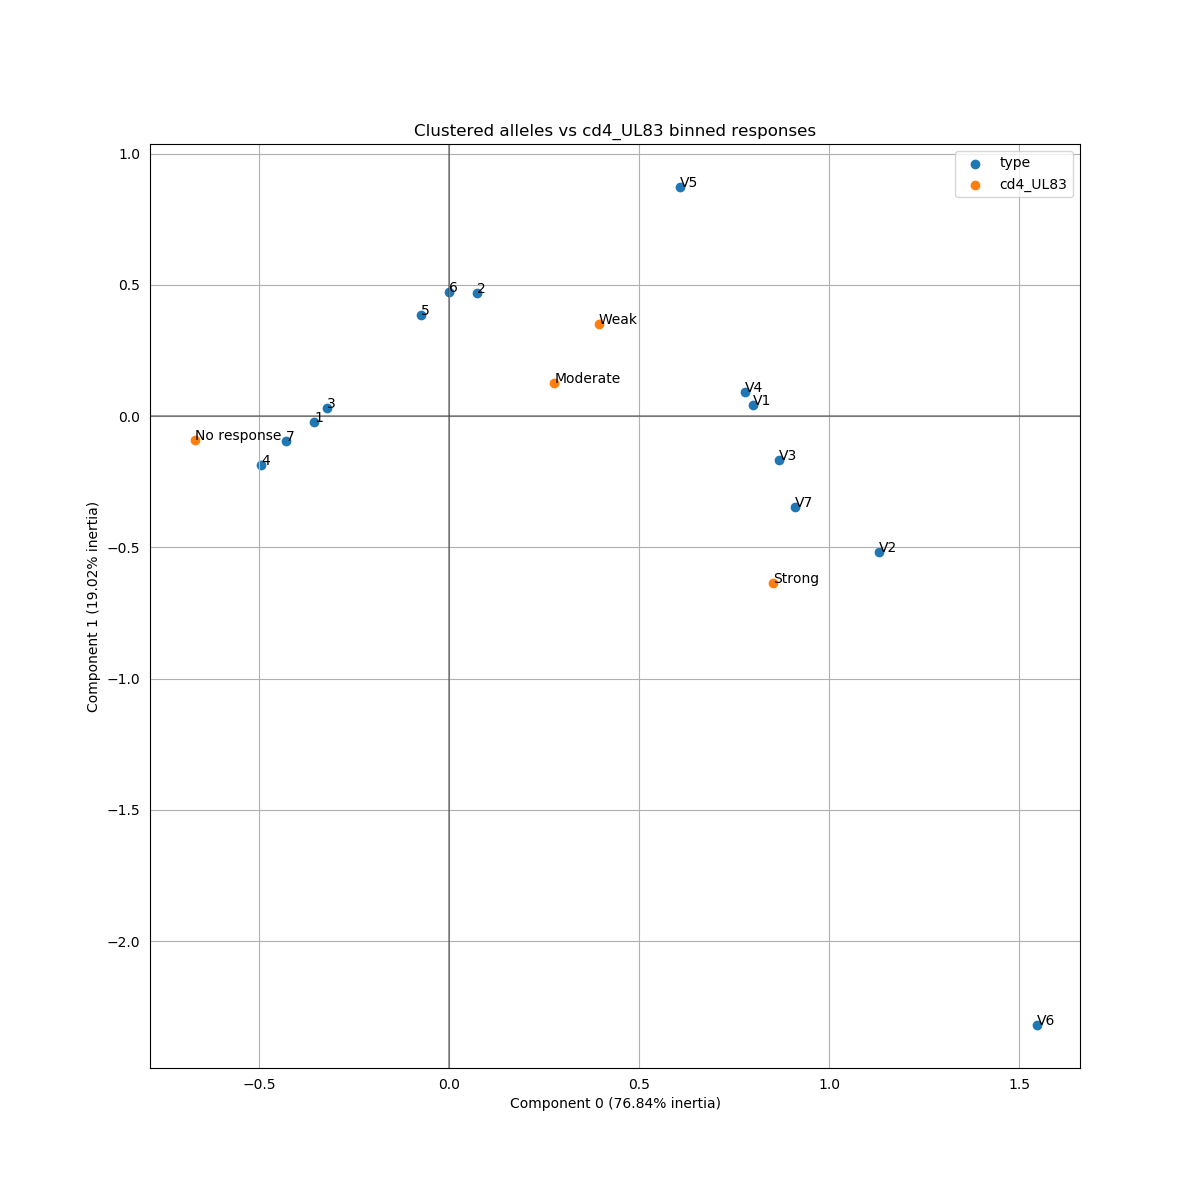 Clustered alleles vs cd4_UL83 binned responses
type
cd4_UL83
1.0
0.5
0.0
−0.5
−1.0
−1.5
−2.0
Component 1 (19.02% inertia)
V5
6
2
5
Weak
Moderate
V4
V1
3
1
No response
7
4
V3
V7
V2
Strong
V6
−0.5
0.0
0.5
1.0
1.5
Component 0 (76.84% inertia)